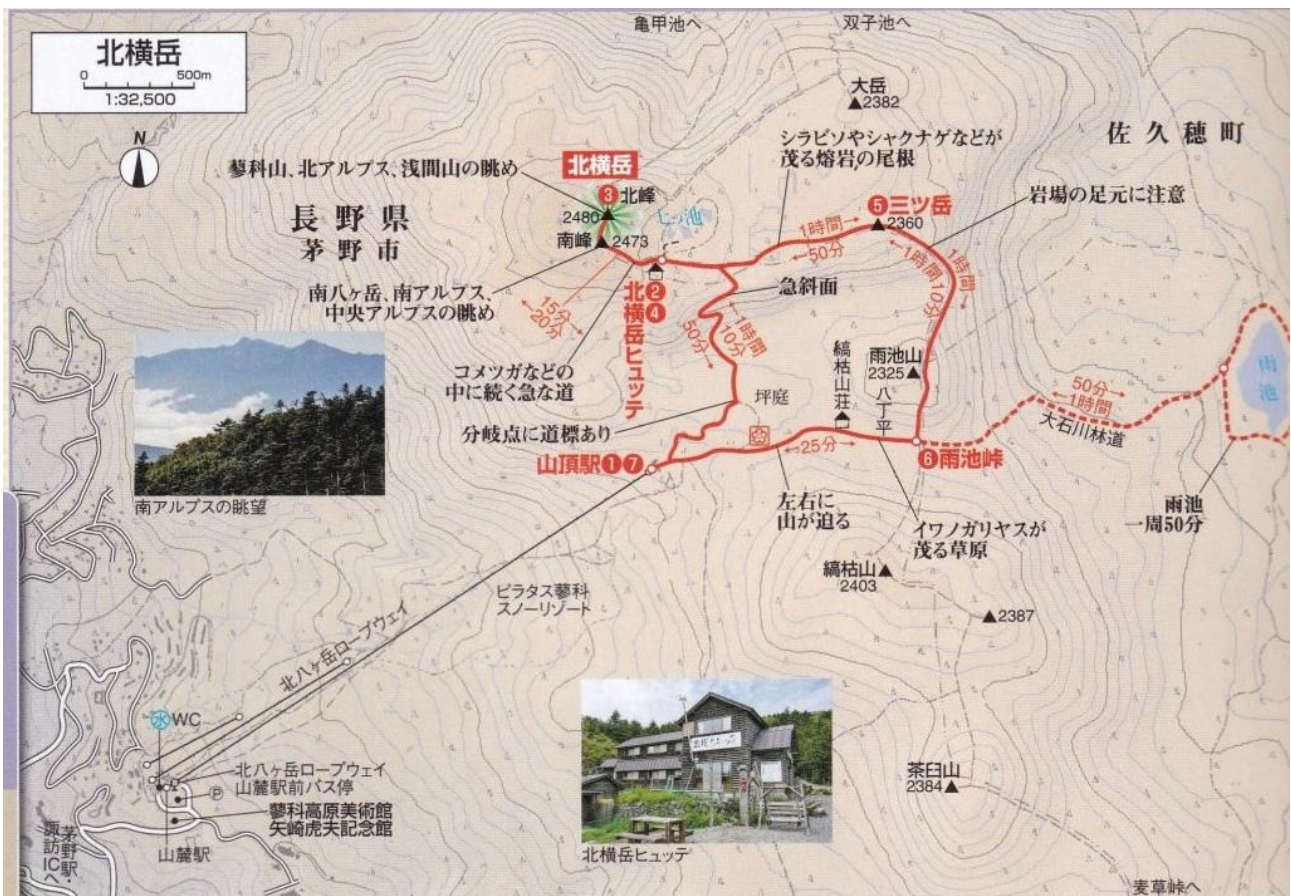 北横岳
0 500m
1:32,500
N
亀甲池へ
双子池へ
大岳
▲2382
佐久穂町
シラビソやシャクナゲなどが
茂る熔岩の尾根
蓼科山、北アルプス、浅間山の眺め
北横岳
❸北峰
2480▲
七ッ池
❺三ツ岳
▲2360
岩場の足元に注意
長野県
茅野市
南峰▲2473
1時間→
←50分
←1時間10分
1時間→
南八ヶ岳、南アルプス、
中央アルプスの眺め
15分→
←20分
❷
❹
北横岳ヒュッテ
急斜面
←1時間
10分
50分→
コメツガなどの
中に続く急な道
縞枯山荘
雨池山
2325▲
八丁平
雨池
50分→
←1時間
大石川林道
坪庭
分岐点に道標あり
山頂駅❶❼
←25分→
❻雨池峠
南アルプスの眺望
左右に
山が迫る
イワノガリヤスが
茂る草原
雨池
一周50分
縞枯山▲
2403
▲2387
ピラタス蓼科
スノーリゾート
北八ヶ岳ロープウェイ
水WC
北八ヶ岳ロープウェイ
山麓駅前バス停
P
蓼科高原美術館
矢崎虎夫記念館
山麓駅
茅野駅・
諏訪ICへ
北横岳ヒュッテ
茶臼山
2384▲
麦草峠へ